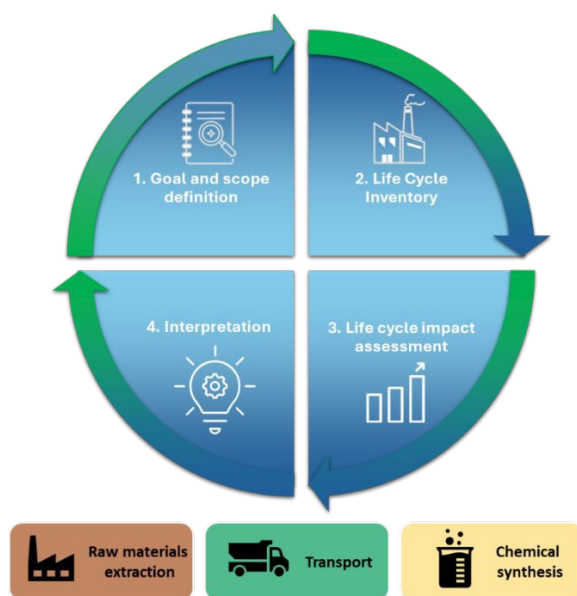 1. Goal and scope
definition
2. Life Cycle
Inventory
4. Interpretation
3. Life cycle impact
assessment
Raw materials
extraction
Transport
Chemical
synthesis